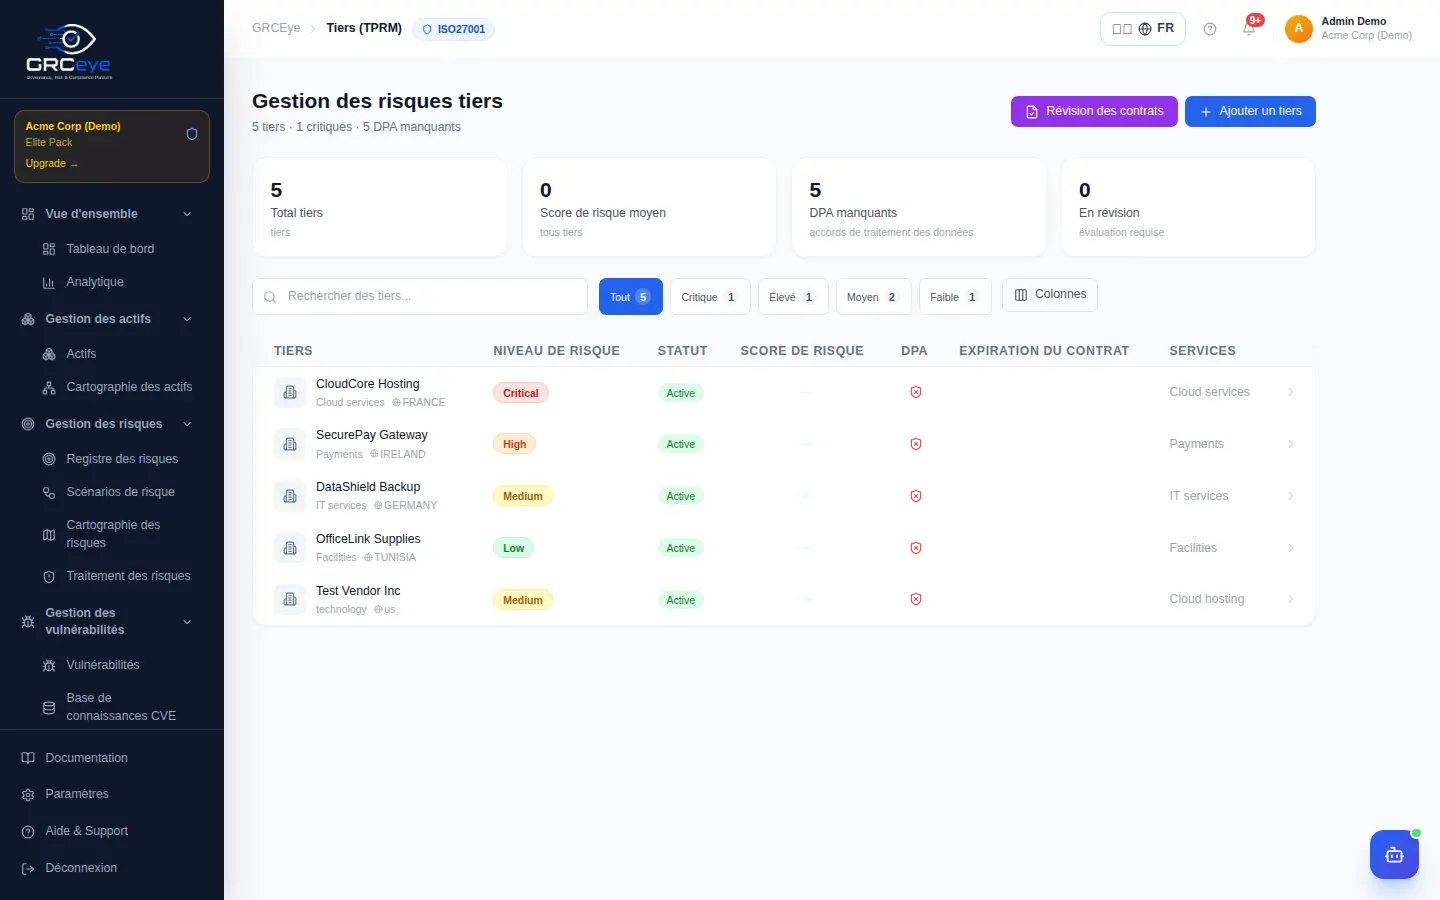 GRCeye
Governance, Risk & Compliance Platform
Acme Corp (Demo)
Elite Pack
Upgrade →
Vue d'ensemble
Tableau de bord
Analytique
Gestion des actifs
Actifs
Cartographie des actifs
Gestion des risques
Registre des risques
Scénarios de risque
Cartographie des
risques
Traitement des risques
Gestion des
vulnérabilités
Vulnérabilités
Base de
connaissances CVE
Documentation
Paramètres
Aide & Support
Déconnexion
GRCEye Tiers (TPRM) ISO27001
FR
9+
A
Admin Demo
Acme Corp (Demo)
Gestion des risques tiers
5 tiers · 1 critiques · 5 DPA manquants
Révision des contrats
Ajouter un tiers
5
Total tiers
tiers
0
Score de risque moyen
tous tiers
5
DPA manquants
accords de traitement des données
0
En révision
évaluation requise
Rechercher des tiers...
Tout 5 Critique 1 Élevé 1 Moyen 2 Faible 1 Colonnes
TIERS NIVEAU DE RISQUE STATUT SCORE DE RISQUE DPA EXPIRATION DU CONTRAT SERVICES
CloudCore Hosting
Cloud services FRANCE
Critical Active Cloud services
SecurePay Gateway
Payments IRELAND
High Active Payments
DataShield Backup
IT services GERMANY
Medium Active IT services
OfficeLink Supplies
Facilities TUNISIA
Low Active Facilities
Test Vendor Inc
technology us
Medium Active Cloud hosting